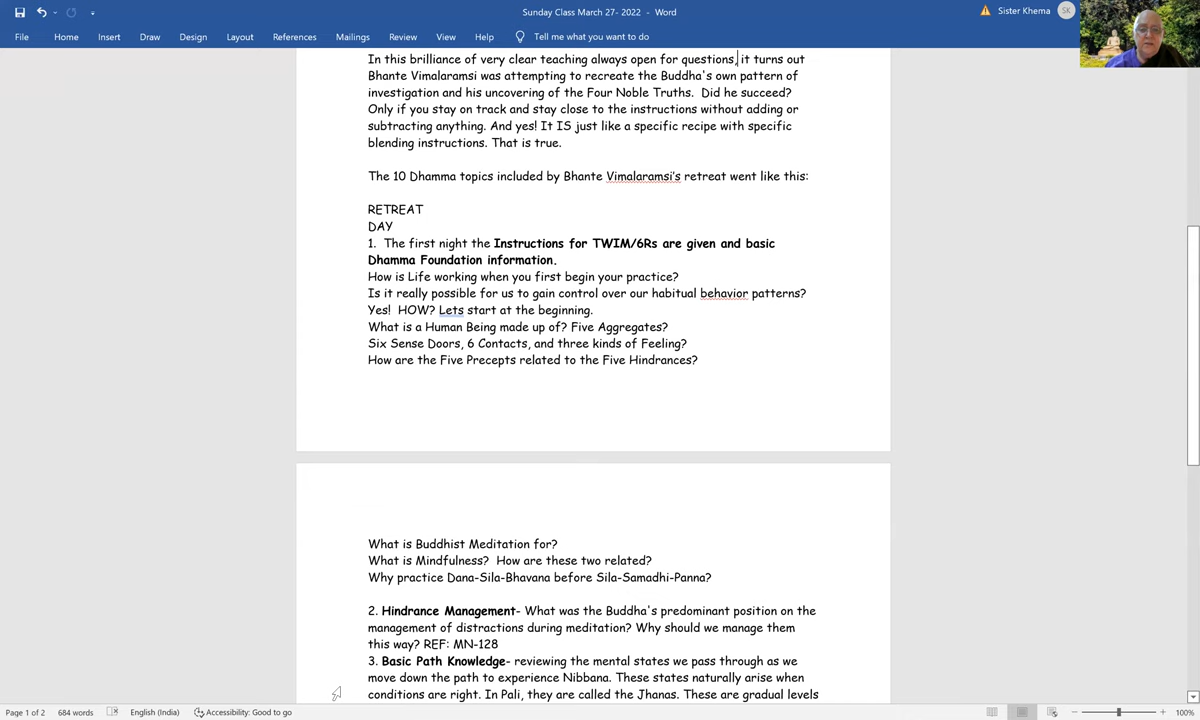 Sunday Class March 27- 2022 - Word
Sister Khema
SK
File Home Insert Draw Design Layout References Mailings Review View Help Tell me what you want to do
In this brilliance of very clear teaching always open for questions, it turns out
Bhante Vimalaramsi was attempting to recreate the Buddha's own pattern of
investigation and his uncovering of the Four Noble Truths. Did he succeed?
Only if you stay on track and stay close to the instructions without adding or
subtracting anything. And yes! It IS just like a specific recipe with specific
blending instructions. That is true.
The 10 Dhamma topics included by Bhante Vimalaramsi's retreat went like this:
RETREAT
DAY
1. The first night the Instructions for TWIM/6Rs are given and basic
Dhamma Foundation information.
How is Life working when you first begin your practice?
Is it really possible for us to gain control over our habitual behavior patterns?
Yes! HOW? Lets start at the beginning.
What is a Human Being made up of? Five Aggregates?
Six Sense Doors, 6 Contacts, and three kinds of Feeling?
How are the Five Precepts related to the Five Hindrances?
What is Buddhist Meditation for?
What is Mindfulness? How are these two related?
Why practice Dana-Sila-Bhavana before Sila-Samadhi-Panna?
2. Hindrance Management- What was the Buddha's predominant position on the
management of distractions during meditation? Why should we manage them
this way? REF: MN-128
3. Basic Path Knowledge- reviewing the mental states we pass through as we
move down the path to experience Nibbana. These states naturally arise when
conditions are right. In Pali, they are called the Jhanas. These are gradual levels
Page 1 of 2 684 words English (India) Accessibility: Good to go 100%